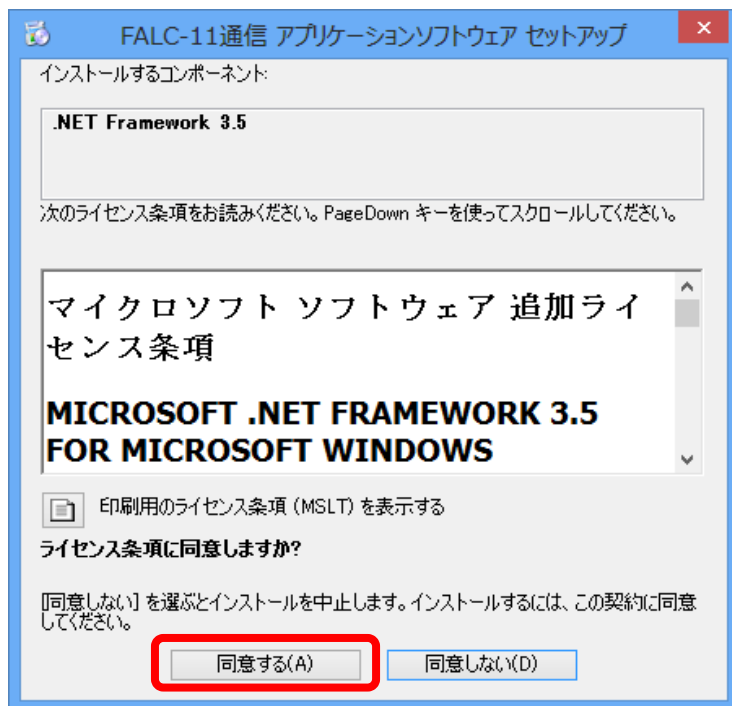 FALC-11通信 アプリケーションソフトウェア セットアップ
インストールするコンポーネント:
.NET Framework 3.5
次のライセンス条項をお読みください。PageDown キーを使ってスクロールしてください。
マイクロソフト ソフトウェア 追加ライ
センス条項
MICROSOFT .NET FRAMEWORK 3.5
FOR MICROSOFT WINDOWS
印刷用のライセンス条項 (MSLT) を表示する
ライセンス条項に同意しますか?
[同意しない] を選ぶとインストールを中止します。インストールするには、この契約に同意
してください。
同意する(A)
同意しない(D)